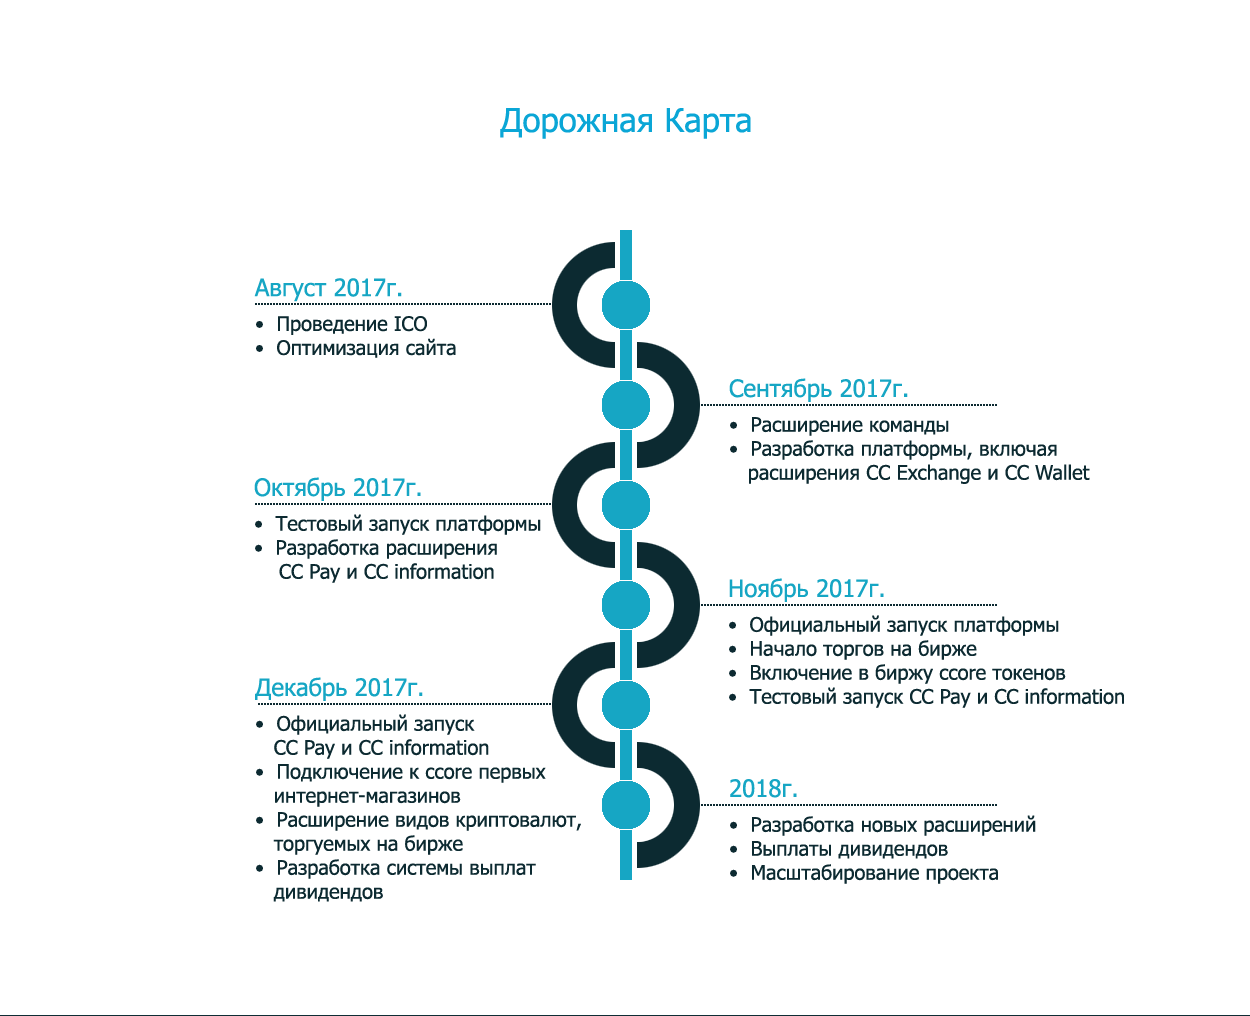 Дорожная Карта
Август 2017г.
• Проведение ICO
• Оптимизация сайта
Сентябрь 2017г.
• Расширение команды
• Разработка платформы, включая
расширения CC Exchange и CC Wallet
Октябрь 2017г.
• Тестовый запуск платформы
• Разработка расширения
CC Pay и CC information
Ноябрь 2017г.
• Официальный запуск платформы
• Начало торгов на бирже
• Включение в биржу ccore токенов
• Тестовый запуск CC Pay и CC information
Декабрь 2017г.
• Официальный запуск
CC Pay и CC information
• Подключение к ccore первых
интернет-магазинов
• Расширение видов криптовалют,
торгуемых на бирже
• Разработка системы выплат
дивидендов
2018г.
• Разработка новых расширений
• Выплаты дивидендов
• Масштабирование проекта